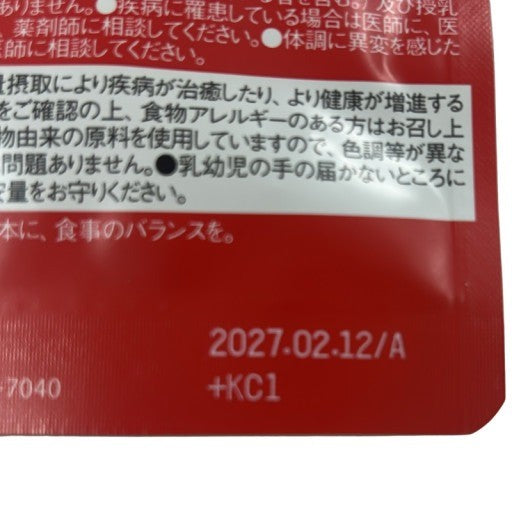 ありません。●疾病に罹患している場合は医師に、医
薬剤師に相談してください。●体調に異変を感じた
医師に相談してください。
量摂取により疾病が治癒したり、より健康が増進する
をご確認の上、食物アレルギーのある方はお召し上
物由来の原料を使用していますので、色調等が異な
問題ありません。●乳幼児の手の届かないところに
安量をお守りください。
本に、食事のバランスを。
2027.02.12/A
-7040
+KC1